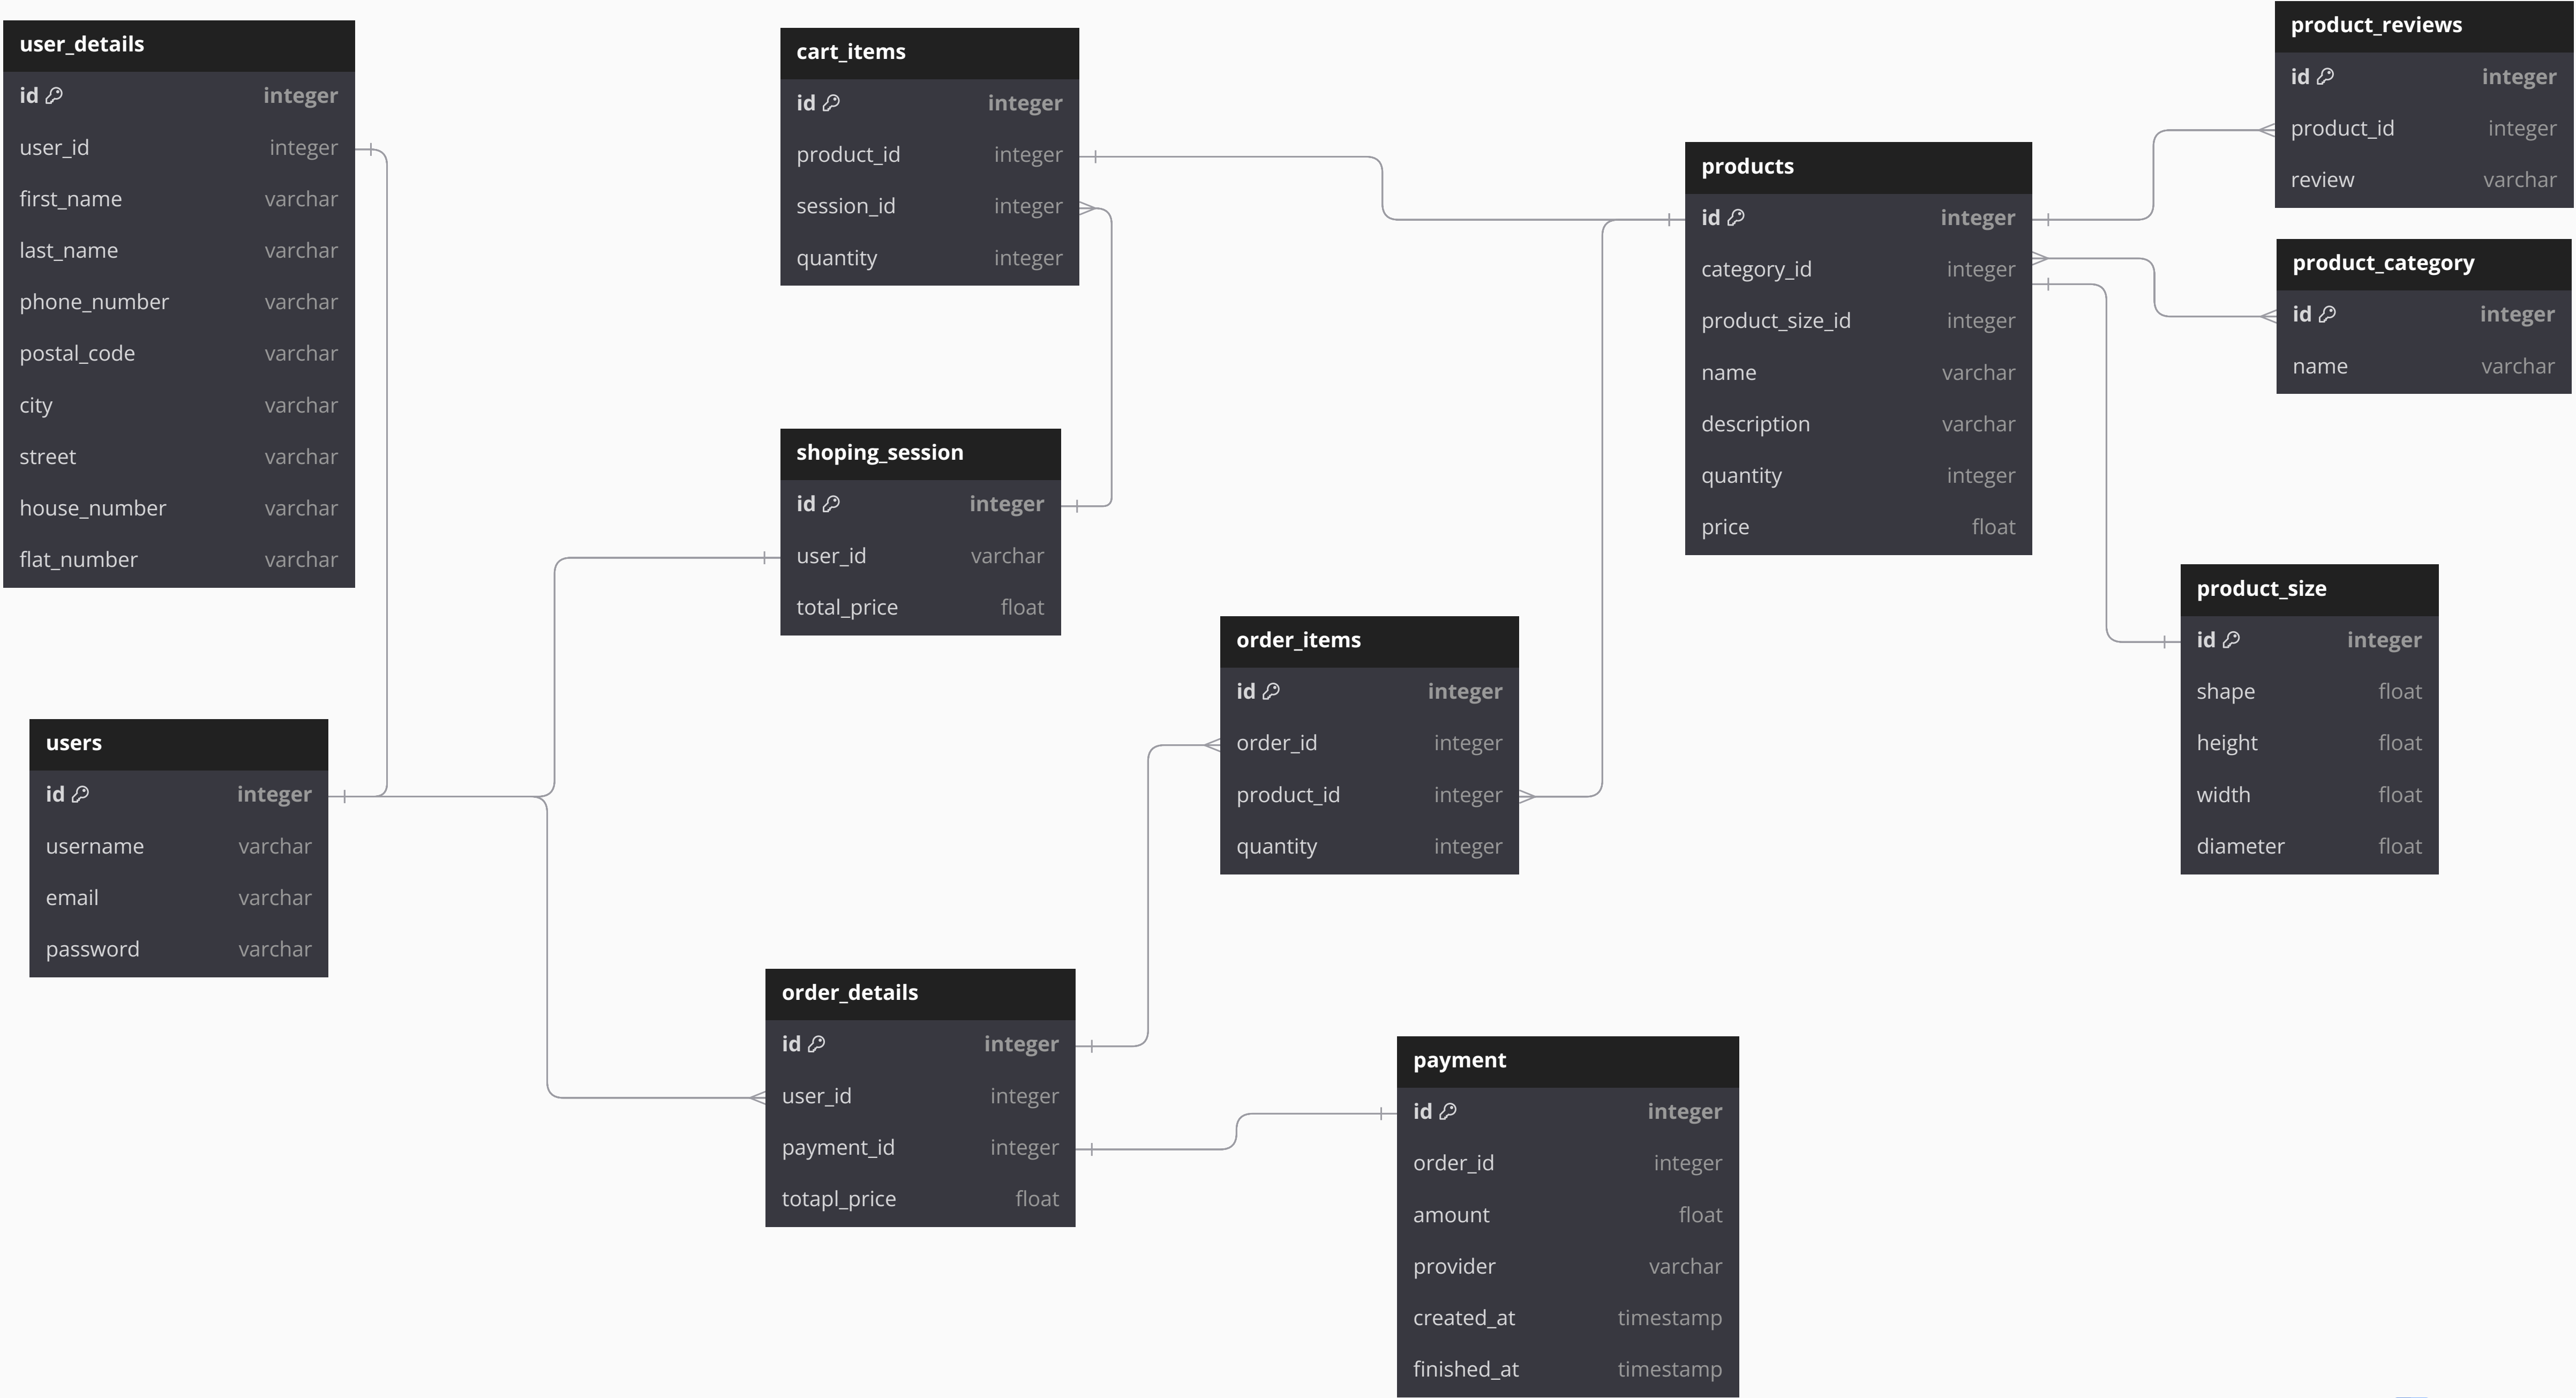 user_details
id integer
user_id integer
first_name varchar
last_name varchar
phone_number varchar
postal_code varchar
city varchar
street varchar
house_number varchar
flat_number varchar
users
id integer
username varchar
email varchar
password varchar
cart_items
id integer
product_id integer
session_id integer
quantity integer
shoping_session
id integer
user_id varchar
total_price float
order_items
id integer
order_id integer
product_id integer
quantity integer
order_details
id integer
user_id integer
payment_id integer
totapl_price float
payment
id integer
order_id integer
amount float
provider varchar
created_at timestamp
finished_at timestamp
products
id integer
category_id integer
product_size_id integer
name varchar
description varchar
quantity integer
price float
product_reviews
id integer
product_id integer
review varchar
product_category
id integer
name varchar
product_size
id integer
shape float
height float
width float
diameter float